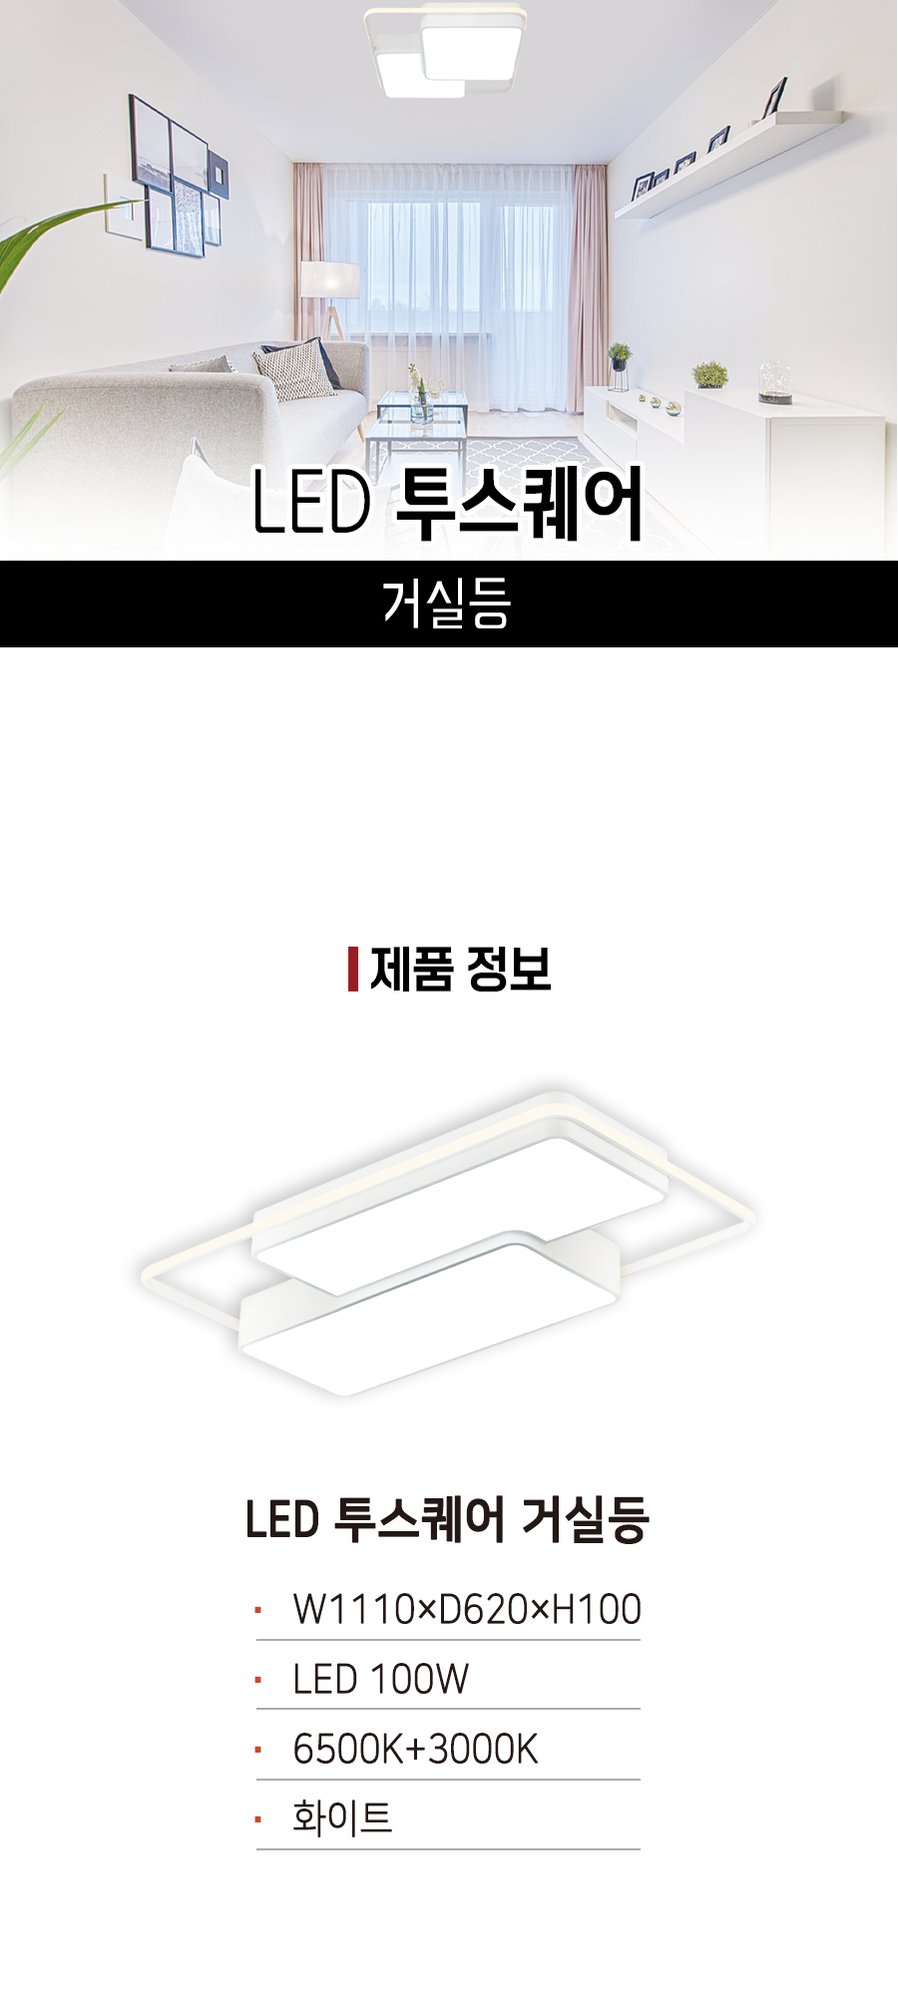 LED 투스퀘어
거실등
제품 정보
LED 투스퀘어 거실등
· W1110×D620×H100
· LED 100W
· 6500K+3000K
· 화이트